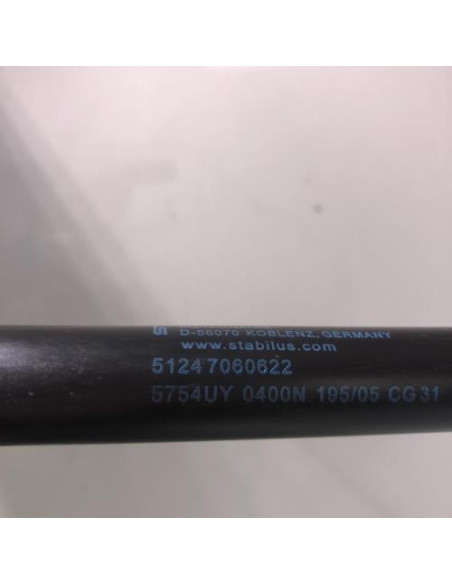 D-56070 KOBLENZ, GERMANY
www.stabilus.com
51247060622
5754UY 0400N 195/05 CG31